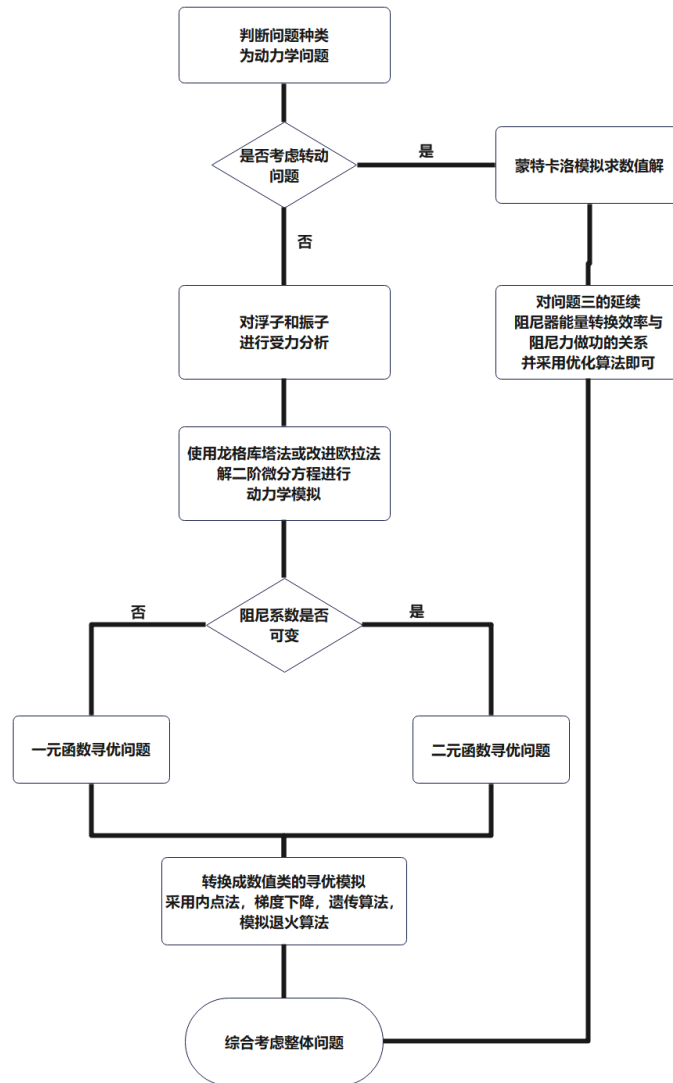 判断问题种类
为动力学问题
是否考虑转动
问题
是
蒙特卡洛模拟求数值解
否
对浮子和振子
进行受力分析
对问题三的延续
阻尼器能量转换效率与
阻尼力做功的关系
并采用优化算法即可
使用龙格库塔法或改进欧拉法
解二阶微分方程进行
动力学模拟
阻尼系数是否
可变
否
是
一元函数寻优问题
二元函数寻优问题
转换成数值类的寻优模拟
采用内点法，梯度下降，遗传算法，
模拟退火算法
综合考虑整体问题